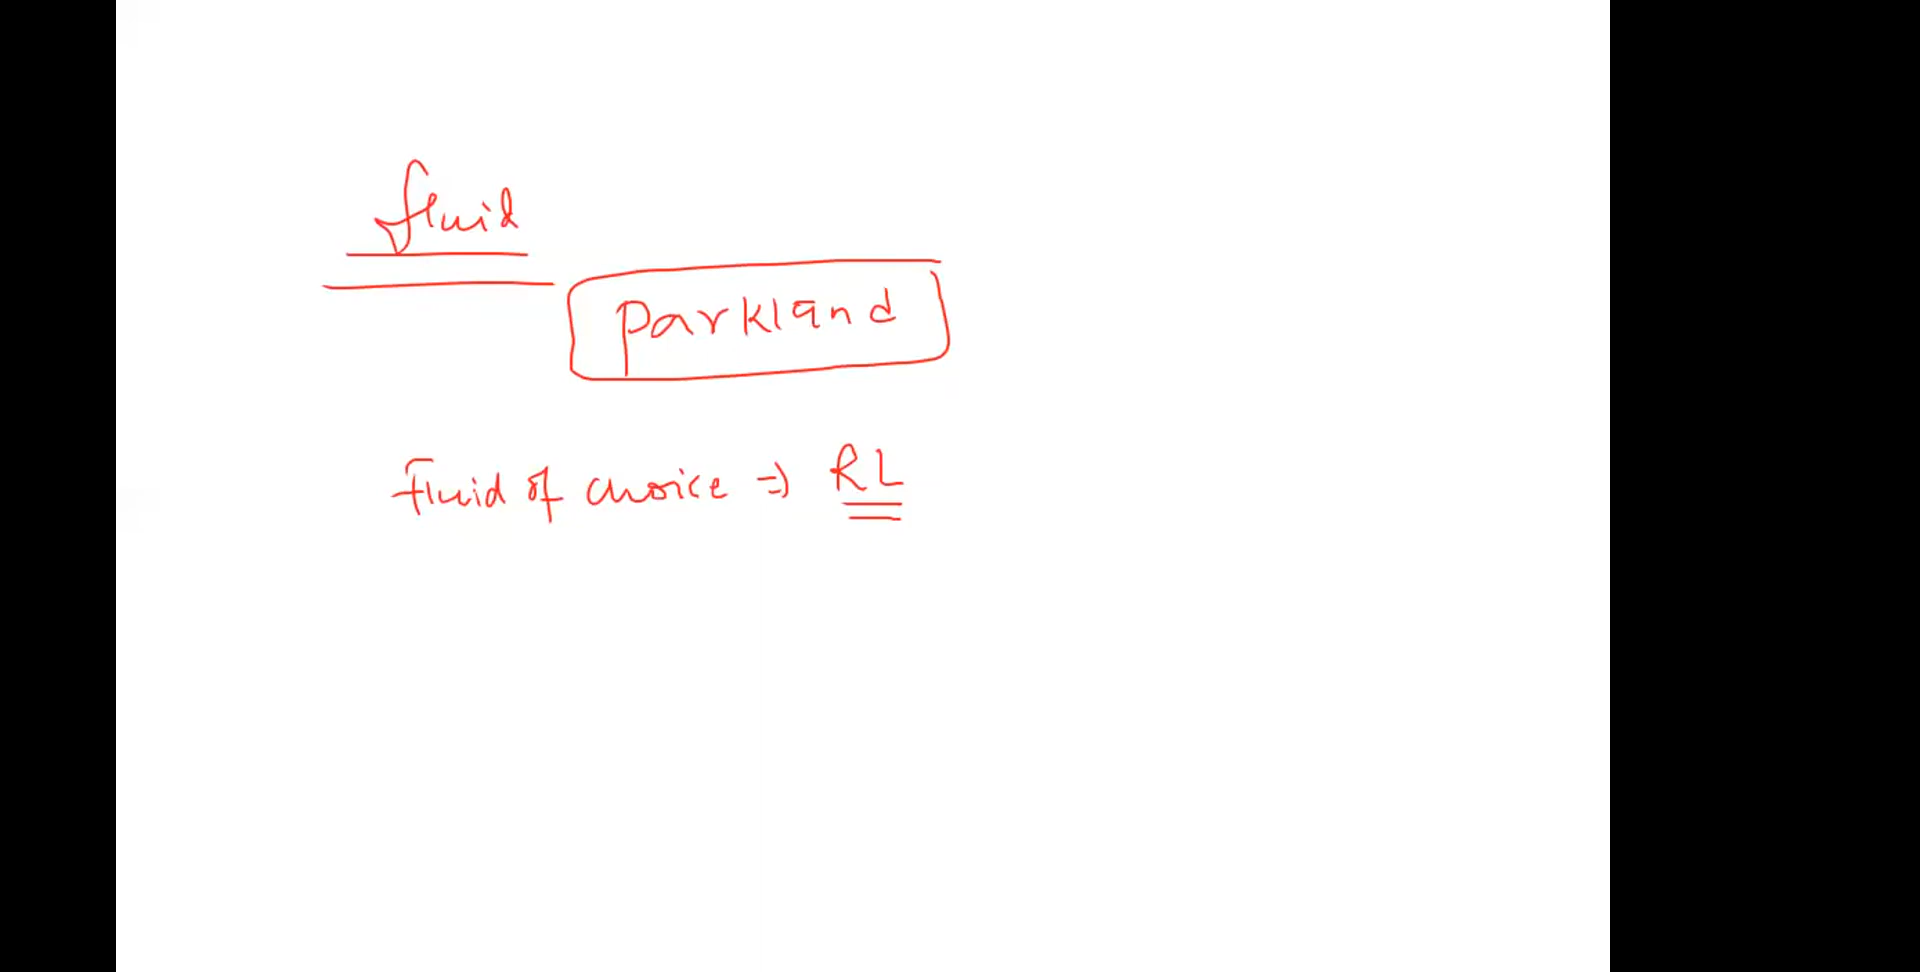 fluid
Parkland
Fluid of choice ⇒ RL